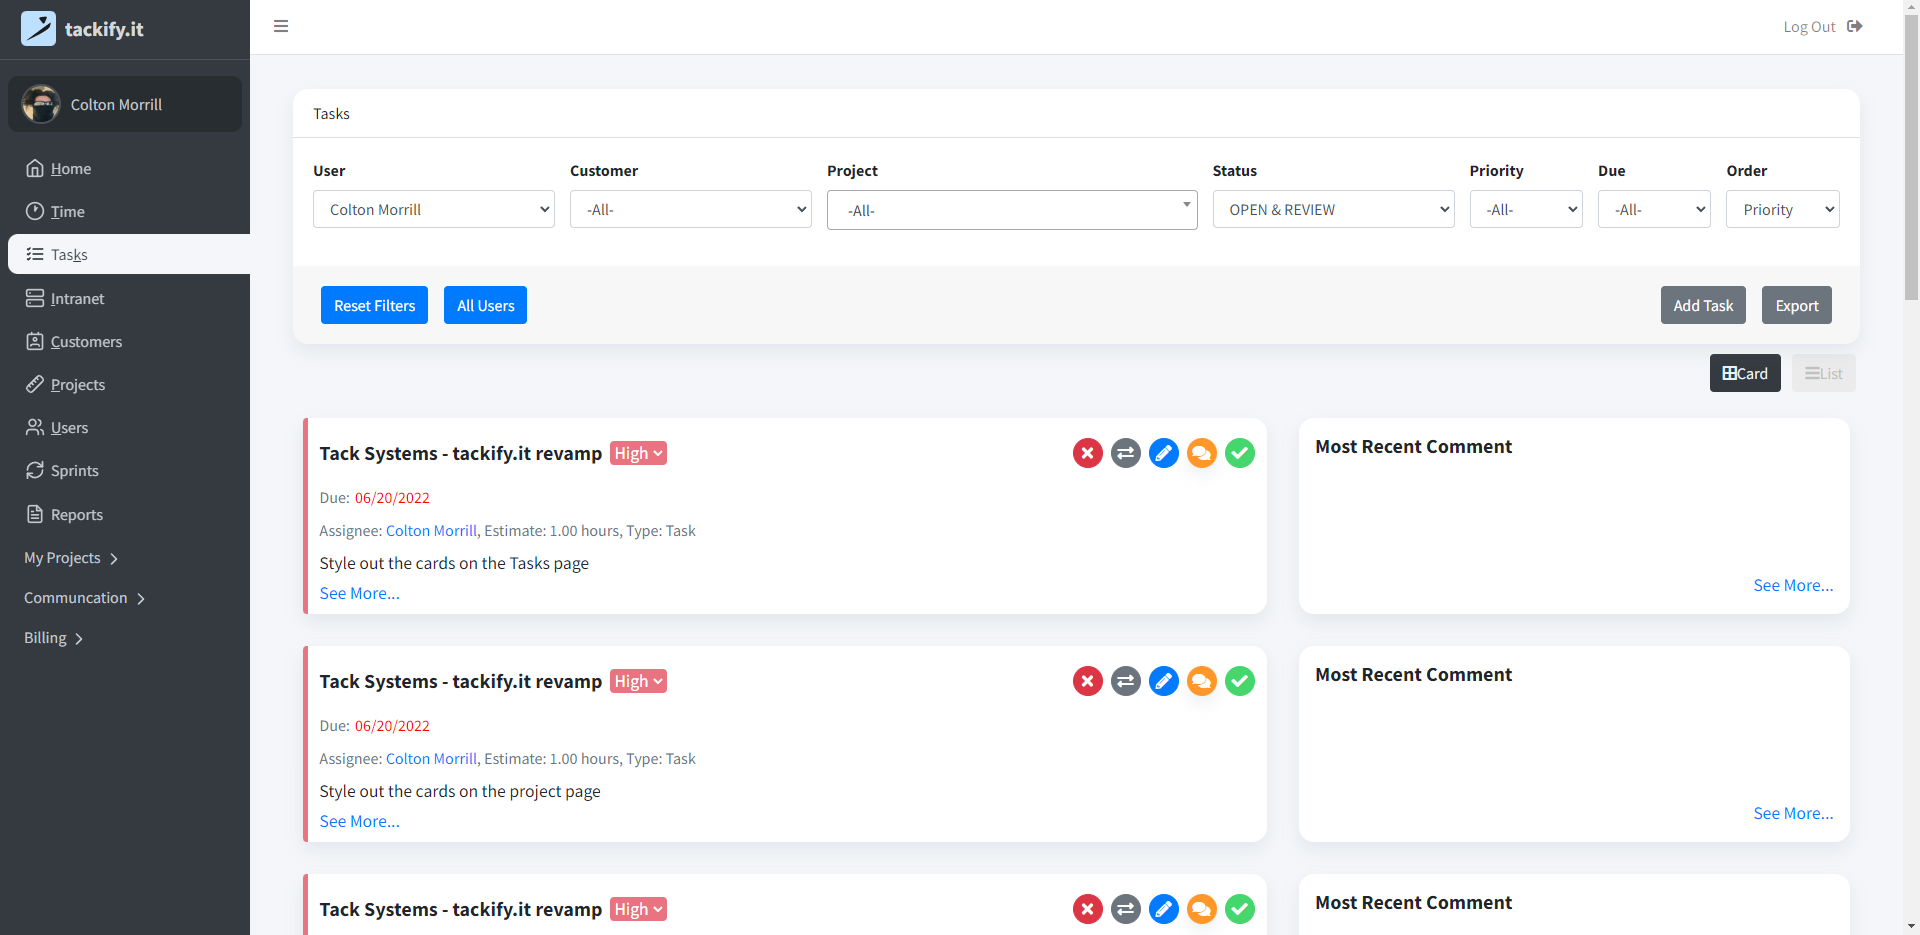 tackify.it
Log Out
Colton Morrill
Home
Time
Tasks
Intranet
Customers
Projects
Users
Sprints
Reports
My Projects
Communcation
Billing
Tasks
User Customer Project Status Priority Due Order
Colton Morrill -All- -All- OPEN & REVIEW -All- -All- Priority
Reset Filters All Users Add Task Export
Card List
Tack Systems - tackify.it revamp High
Due: 06/20/2022
Assignee: Colton Morrill, Estimate: 1.00 hours, Type: Task
Style out the cards on the Tasks page
See More...
Most Recent Comment
See More...
Tack Systems - tackify.it revamp High
Due: 06/20/2022
Assignee: Colton Morrill, Estimate: 1.00 hours, Type: Task
Style out the cards on the project page
See More...
Most Recent Comment
See More...
Tack Systems - tackify.it revamp High
Most Recent Comment